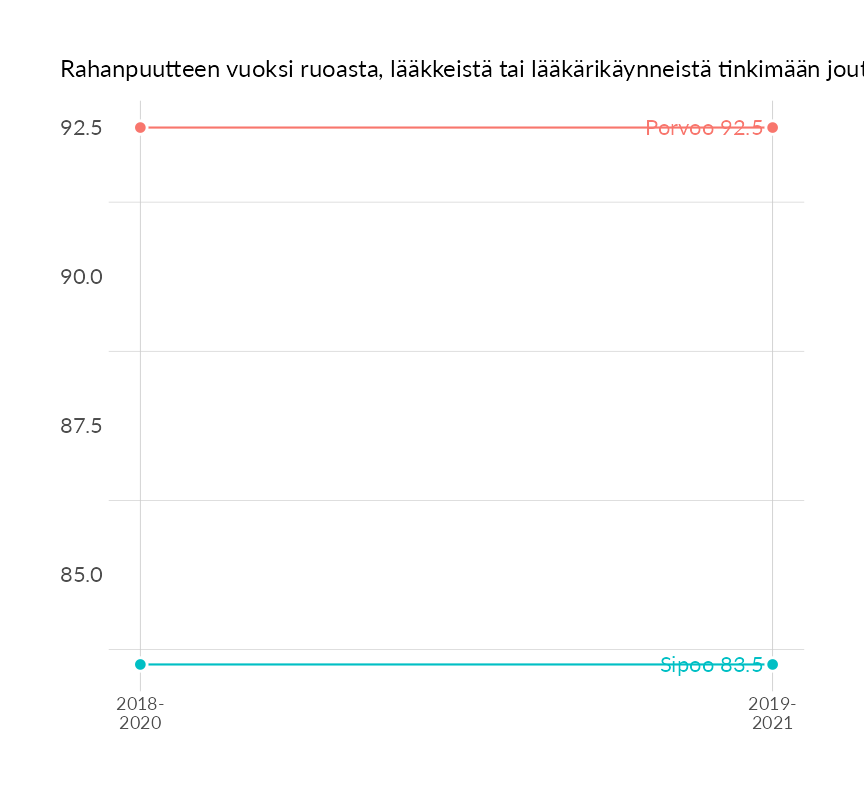 Rahanpuutteen vuoksi ruoasta, lääkkeistä tai lääkärikäynneistä tinkimään
92.5
Porvoo 92.5
90.0
87.5
85.0
Sipoo 83.5
2018-
2020
2019-
2021